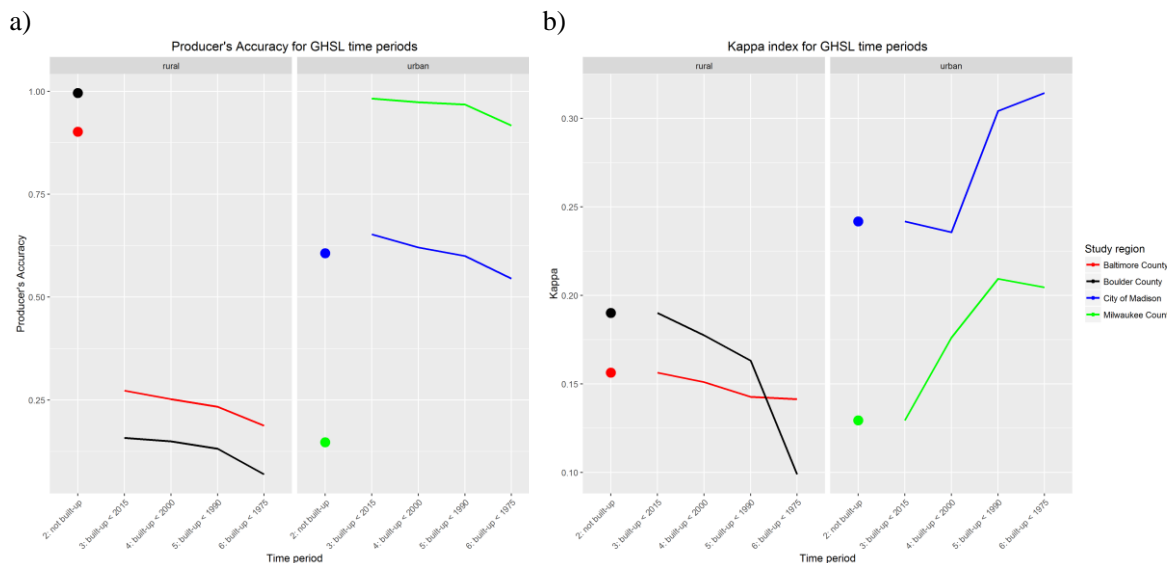 a)
Producer's Accuracy for GHSL time periods
rural
urban
1.00
0.75
0.50
0.25
Producer's Accuracy
2: not built-up
3: built-up < 2015
4: built-up < 2000
5: built-up < 1990
6: built-up < 1975
2: not built-up
3: built-up < 2015
4: built-up < 2000
5: built-up < 1990
6: built-up < 1975
Time period
b)
Kappa index for GHSL time periods
rural
urban
0.30
0.25
0.20
0.15
0.10
Kappa
2: not built-up
3: built-up < 2015
4: built-up < 2000
5: built-up < 1990
6: built-up < 1975
2: not built-up
3: built-up < 2015
4: built-up < 2000
5: built-up < 1990
6: built-up < 1975
Time period
Study region
Baltimore County
Boulder County
City of Madison
Milwaukee Count